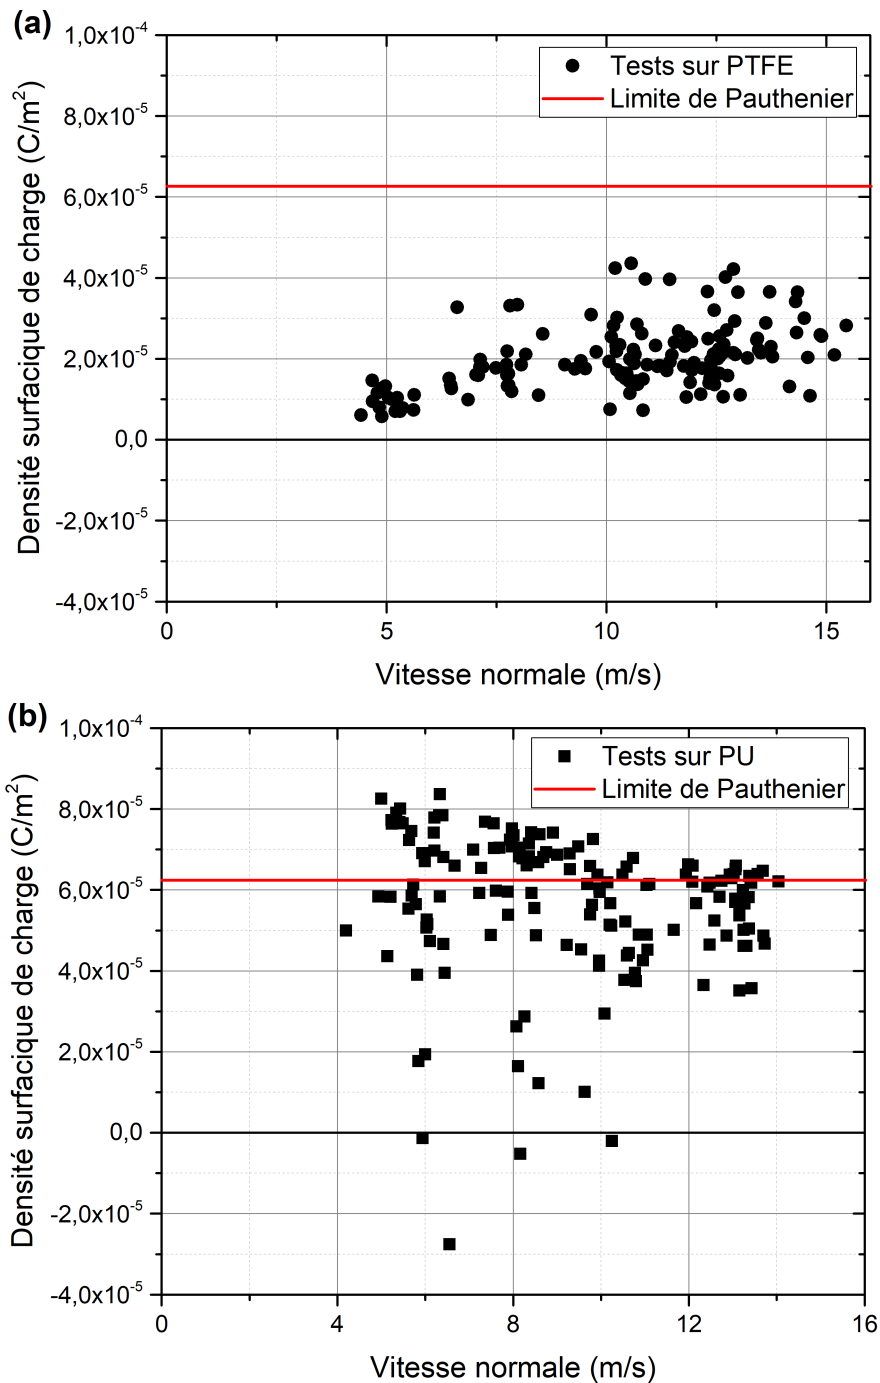 (a)
1,0x10⁻⁴
8,0x10⁻⁵
6,0x10⁻⁵
4,0x10⁻⁵
2,0x10⁻⁵
0,0
-2,0x10⁻⁵
-4,0x10⁻⁵
Densité surfacique de charge (C/m²)
Tests sur PTFE
Limite de Pauthenier
0 5 10 15
Vitesse normale (m/s)
(b)
1,0x10⁻⁴
8,0x10⁻⁵
6,0x10⁻⁵
4,0x10⁻⁵
2,0x10⁻⁵
0,0
-2,0x10⁻⁵
-4,0x10⁻⁵
Densité surfacique de charge (C/m²)
Tests sur PU
Limite de Pauthenier
0 4 8 12 16
Vitesse normale (m/s)